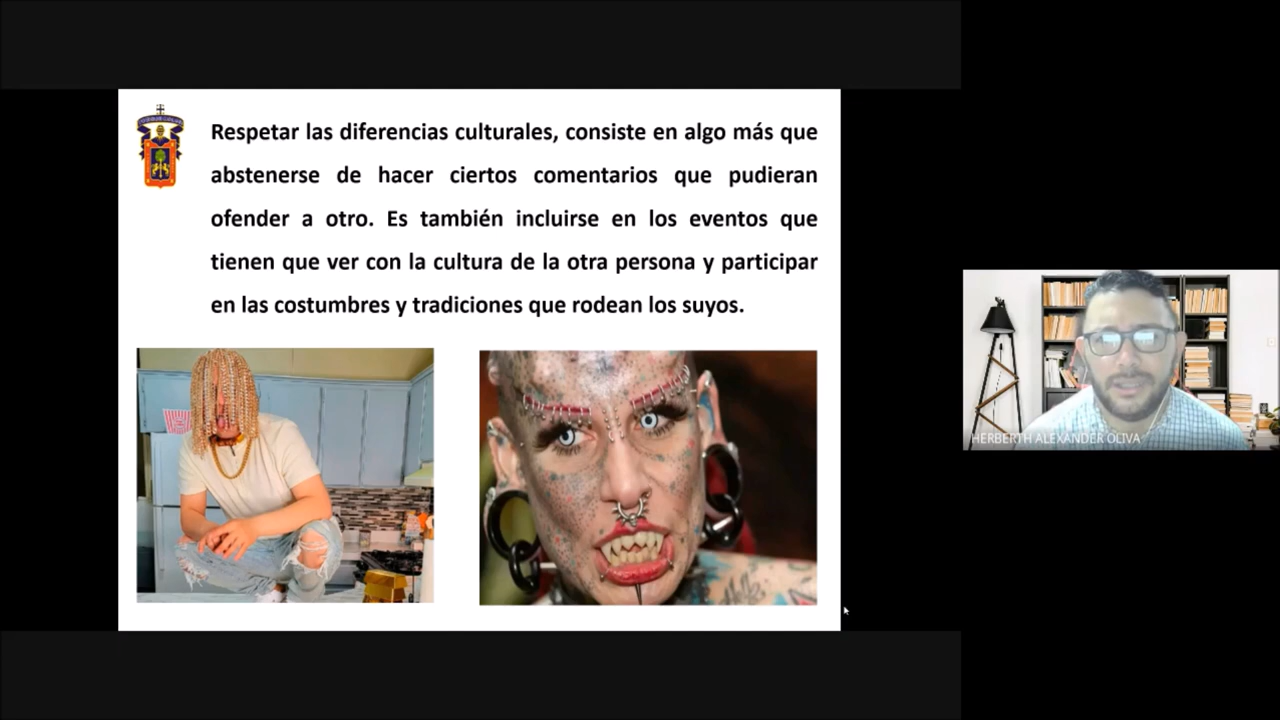 Respetar las diferencias culturales, consiste en algo más que
abstenerse de hacer ciertos comentarios que pudieran
ofender a otro. Es también incluirse en los eventos que
tienen que ver con la cultura de la otra persona y participar
en las costumbres y tradiciones que rodean los suyos.
HERBERTH ALEXANDER OLIVA